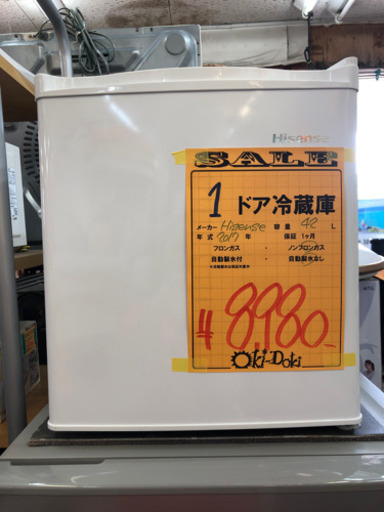 Hisense
SALE
1 ドア冷蔵庫
メーカー Hisense 容量 42 L
年式 2017 年 保証 1ヶ月
フロンガス ・ ノンフロンガス
自動製氷付 ・ 自動製氷なし
¥8,980-
Oki-Doki